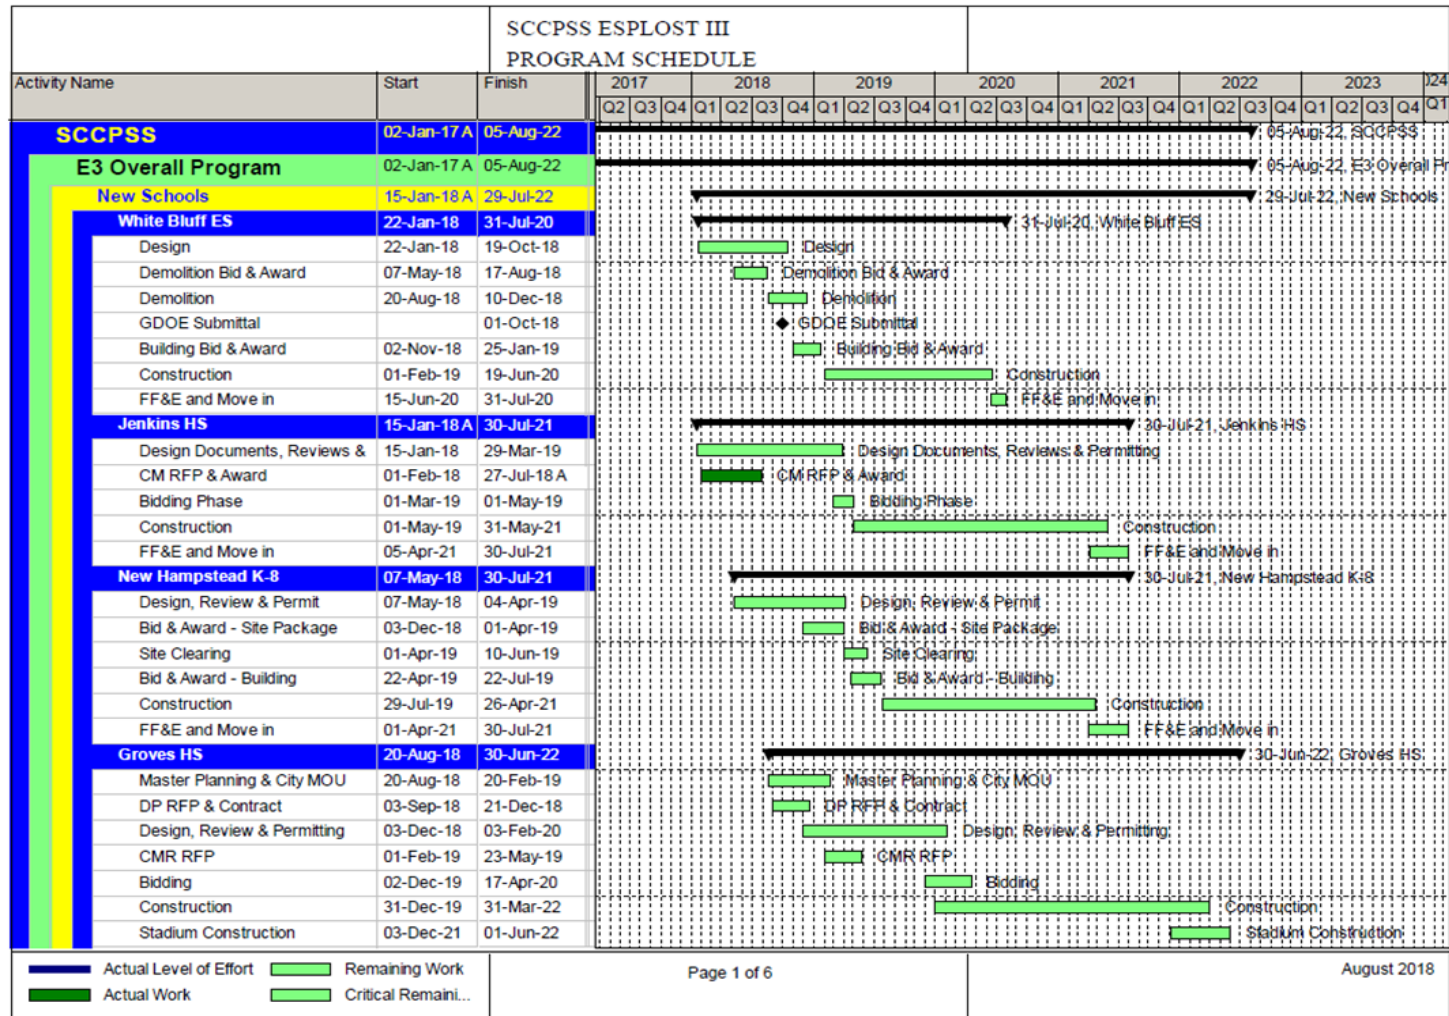 SCCPSS ESPLOST III
PROGRAM SCHEDULE
Activity Name Start Finish 2017 2018 2019 2020 2021 2022 2023 024
Q2 Q3 Q4 Q1 Q2 Q3 Q4 Q1 Q2 Q3 Q4 Q1 Q2 Q3 Q4 Q1 Q2 Q3 Q4 Q1 Q2 Q3 Q4 Q1 Q2 Q3 Q4 Q1
SCCPSS 02-Jan-17 A 05-Aug-22 05-Aug-22, SCCPSS
E3 Overall Program 02-Jan-17 A 05-Aug-22 05-Aug-22, E3 Overall Pr
New Schools 15-Jan-18 A 29-Jul-22 29-Jul-22, New Schools
White Bluff ES 22-Jan-18 31-Jul-20 31-Jul-20, White Bluff ES
Design 22-Jan-18 19-Oct-18 Design
Demolition Bid & Award 07-May-18 17-Aug-18 Demolition Bid & Award
Demolition 20-Aug-18 10-Dec-18 Demolition
GDOE Submittal 01-Oct-18 GDOE Submittal
Building Bid & Award 02-Nov-18 25-Jan-19 Building Bid & Award
Construction 01-Feb-19 19-Jun-20 Construction
FF&E and Move in 15-Jun-20 31-Jul-20 FF&E and Move in
Jenkins HS 15-Jan-18 A 30-Jul-21 30-Jul-21, Jenkins HS
Design Documents, Reviews & 15-Jan-18 29-Mar-19 Design Documents, Reviews & Permitting
CM RFP & Award 01-Feb-18 27-Jul-18 A CM RFP & Award
Bidding Phase 01-Mar-19 01-May-19 Bidding Phase
Construction 01-May-19 31-May-21 Construction
FF&E and Move in 05-Apr-21 30-Jul-21 FF&E and Move in
New Hampstead K-8 07-May-18 30-Jul-21 30-Jul-21, New Hampstead K-8
Design, Review & Permit 07-May-18 04-Apr-19 Design, Review & Permit
Bid & Award - Site Package 03-Dec-18 01-Apr-19 Bid & Award - Site Package
Site Clearing 01-Apr-19 10-Jun-19 Site Clearing
Bid & Award - Building 22-Apr-19 22-Jul-19 Bid & Award - Building
Construction 29-Jul-19 26-Apr-21 Construction
FF&E and Move in 01-Apr-21 30-Jul-21 FF&E and Move in
Groves HS 20-Aug-18 30-Jun-22 30-Jun-22, Groves HS
Master Planning & City MOU 20-Aug-18 20-Feb-19 Master Planning & City MOU
DP RFP & Contract 03-Sep-18 21-Dec-18 DP RFP & Contract
Design, Review & Permitting 03-Dec-18 03-Feb-20 Design, Review & Permitting
CMR RFP 01-Feb-19 23-May-19 CMR RFP
Bidding 02-Dec-19 17-Apr-20 Bidding
Construction 31-Dec-19 31-Mar-22 Construction
Stadium Construction 03-Dec-21 01-Jun-22 Stadium Construction
Actual Level of Effort Remaining Work Page 1 of 6 August 2018
Actual Work Critical Remaini...